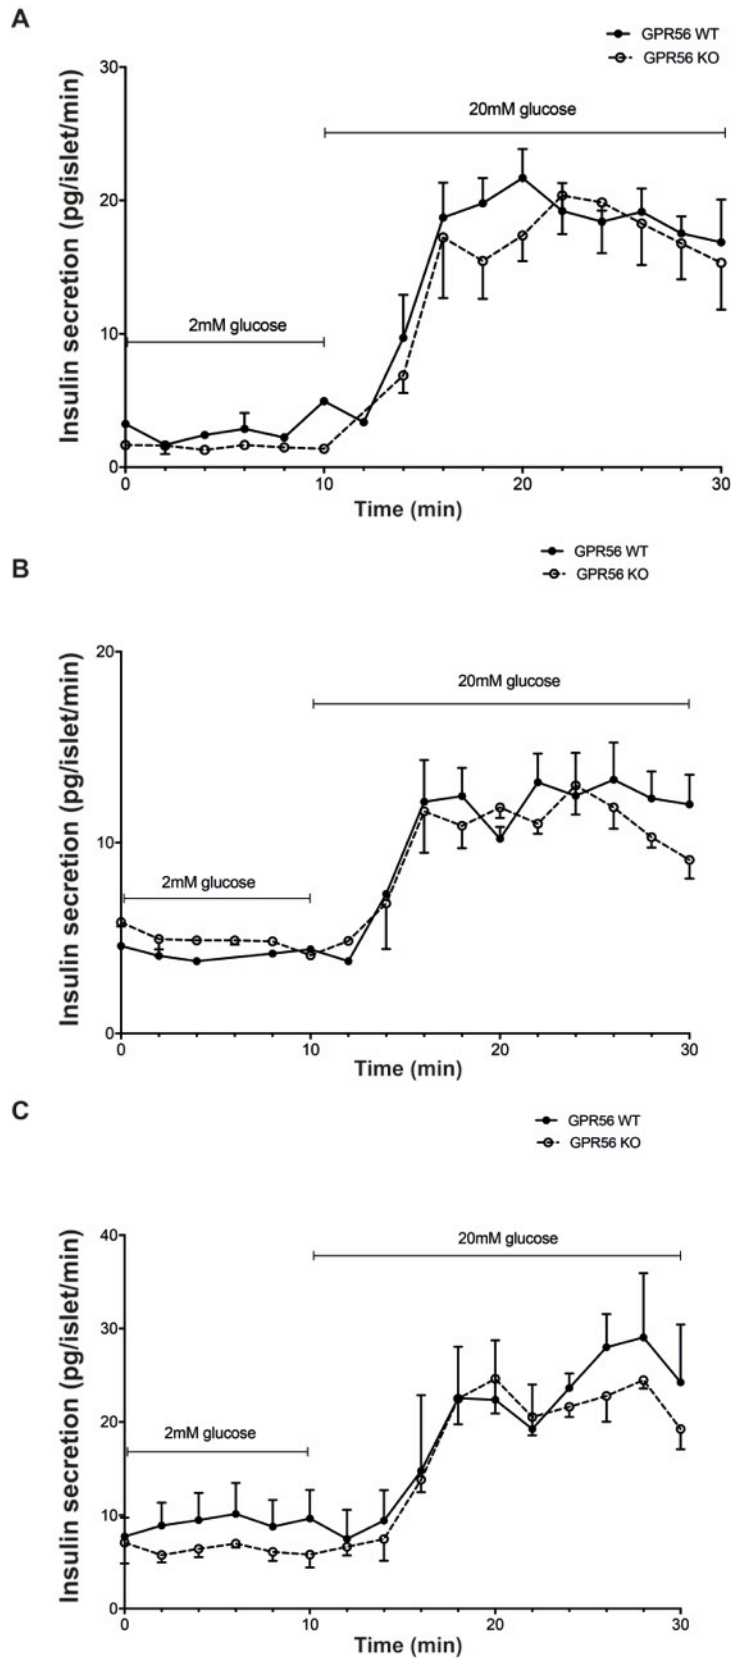 A
GPR56 WT
GPR56 KO
30
20
10
0
Insulin secretion (pg/islet/min)
20mM glucose
2mM glucose
0 10 20 30
Time (min)
B
GPR56 WT
GPR56 KO
20
10
0
Insulin secretion (pg/islet/min)
20mM glucose
2mM glucose
0 10 20 30
Time (min)
C
GPR56 WT
GPR56 KO
40
30
20
10
0
Insulin secretion (pg/islet/min)
20mM glucose
2mM glucose
0 10 20 30
Time (min)